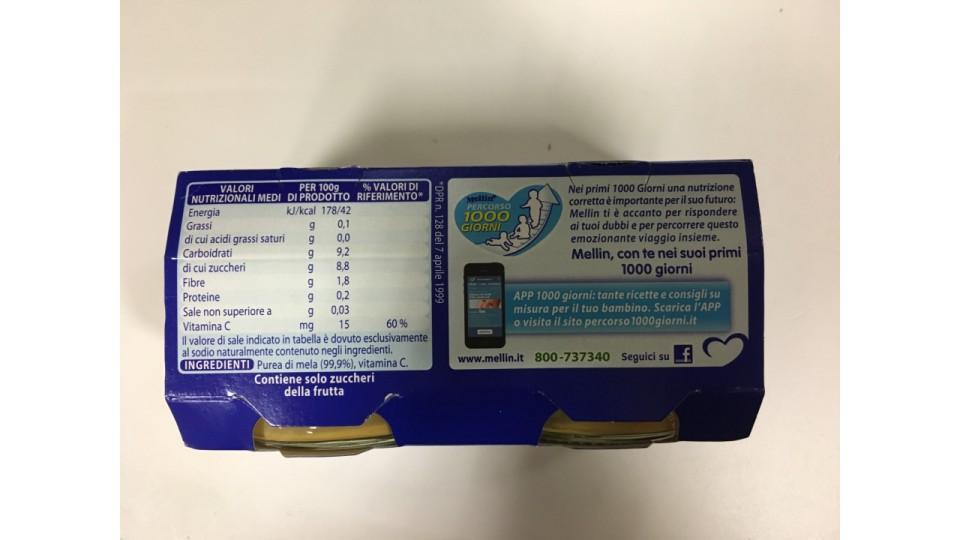 VALORI NUTRIZIONALI MEDI PER 100g DI PRODOTTO % VALORI DI RIFERIMENTO*
Energia kJ/kcal 178/42
Grassi g 0,1
di cui acidi grassi saturi g 0,0
Carboidrati g 9,2
di cui zuccheri g 8,8
Fibre g 1,8
Proteine g 0,2
Sale non superiore a g 0,03
Vitamina C mg 15 60 %
Il valore di sale indicato in tabella è dovuto esclusivamente
al sodio naturalmente contenuto negli ingredienti.
INGREDIENTI Purea di mela (99,9%), vitamina C.
Contiene solo zuccheri
della frutta
*DPR n. 128 del 7 aprile 1999
Mellin
PERCORSO
1000
GIORNI
Nei primi 1000 Giorni una nutrizione
corretta è importante per il suo futuro:
Mellin ti è accanto per rispondere
ai tuoi dubbi e per percorrere questo
emozionante viaggio insieme.
Mellin, con te nei suoi primi
1000 giorni
APP 1000 giorni: tante ricette e consigli su
misura per il tuo bambino. Scarica l'APP
o visita il sito percorso1000giorni.it
www.mellin.it 800-737340 Seguici su f